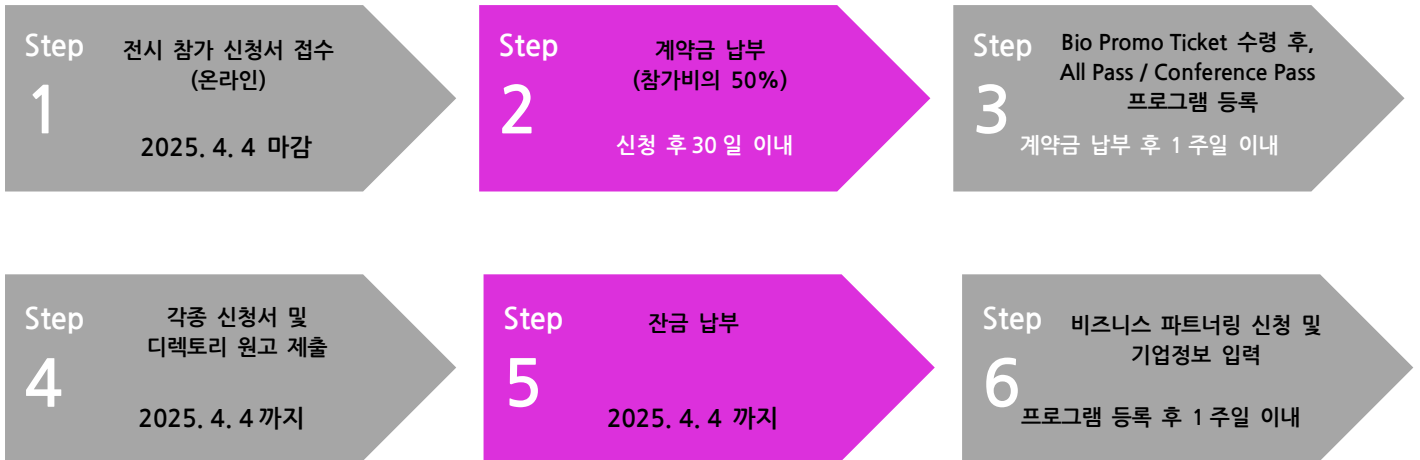 Step
1
전시 참가 신청서 접수
(온라인)
2025. 4. 4 마감
Step
2
계약금 납부
(참가비의 50%)
신청 후 30 일 이내
Step
3
Bio Promo Ticket 수령 후,
All Pass / Conference Pass
프로그램 등록
계약금 납부 후 1 주일 이내
Step
4
각종 신청서 및
디렉토리 원고 제출
2025. 4. 4 까지
Step
5
잔금 납부
2025. 4. 4 까지
Step
6
비즈니스 파트너링 신청 및
기업정보 입력
프로그램 등록 후 1 주일 이내